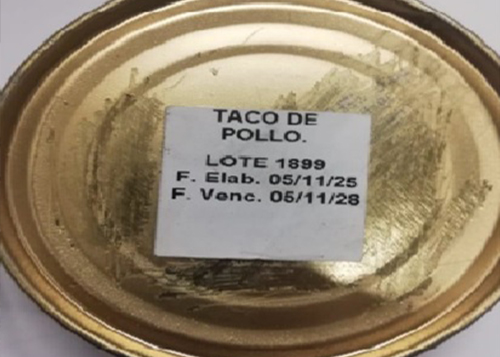 TACO DE
POLLO.
LOTE 1899
F. Elab. 05/11/25
F. Venc. 05/11/28